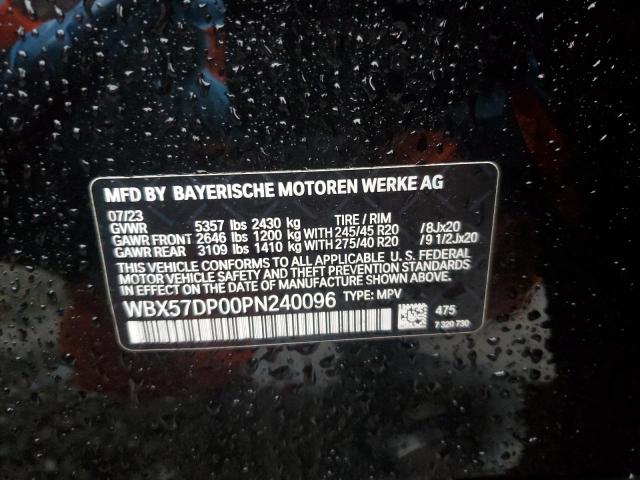 MFD BY BAYERISCHE MOTOREN WERKE AG
07/23
GVWR 5357 lbs 2430 kg TIRE / RIM
GAWR FRONT 2646 lbs 1200 kg WITH 245/45 R20 /8Jx20
GAWR REAR 3109 lbs 1410 kg WITH 275/40 R20 /9 1/2Jx20
THIS VEHICLE CONFORMS TO ALL APPLICABLE U. S. FEDERAL
MOTOR VEHICLE SAFETY AND THEFT PREVENTION STANDARDS
IN EFFECT ON THE DATE OF MANUFACTURE SHOWN ABOVE.
WBX57DP00PN240096 TYPE: MPV
475
7 320 730